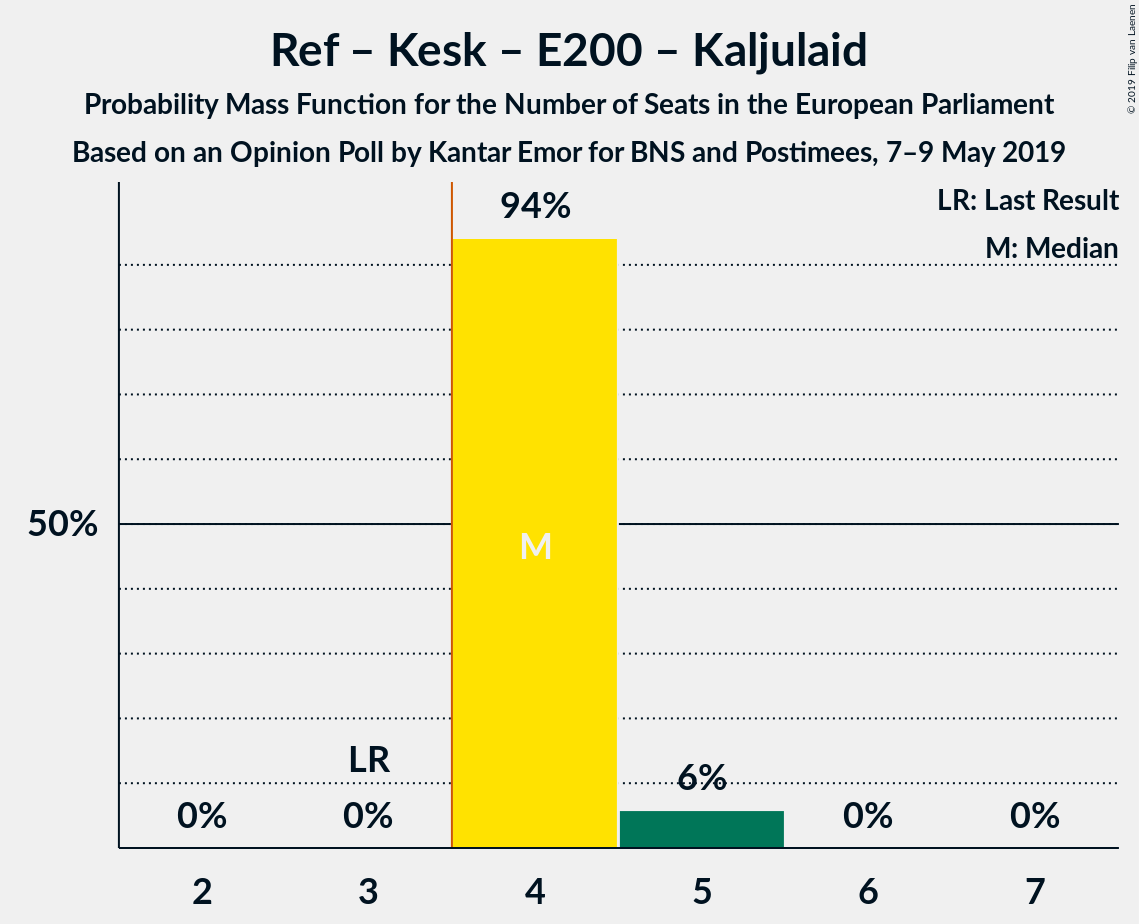 Ref – Kesk – E200 – Kaljulaid
Probability Mass Function for the Number of Seats in the European Parliament
Based on an Opinion Poll by Kantar Emor for BNS and Postimees, 7–9 May 2019
© 2019 Filip van Laenen
LR: Last Result
M: Median
94%
50%
M
LR
6%
0%
0%
0%
0%
2
3
4
5
6
7